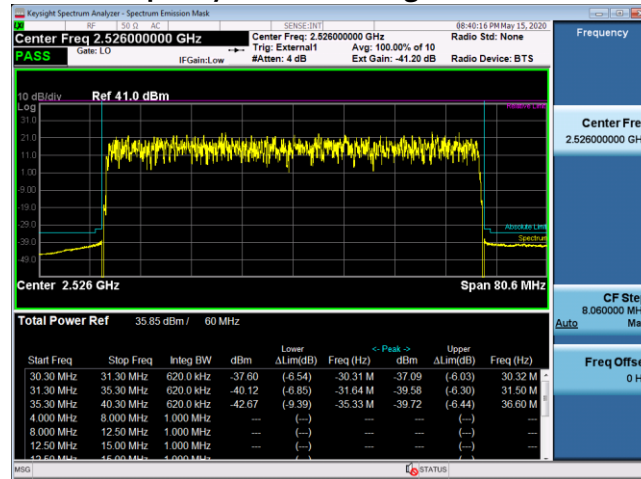 Keysight Spectrum Analyzer - Spectrum Emission Mask
RF 50 Ω AC SENSE:INT 08:40:16 PM May 15, 2020
Center Freq 2.526000000 GHz Center Freq: 2.526000000 GHz Radio Std: None Frequency
PASS Gate: LO IFGain:Low Trig: External1 Avg: 100.00% of 10
#Atten: 4 dB Ext Gain: -41.20 dB Radio Device: BTS
10 dB/div Ref 41.0 dBm
Log
31.0
21.0
11.0
1.00
-9.00
-19.0
-29.0
-39.0
-49.0
Relative Limit
Absolute Limit
Spectrum
Center 2.526 GHz Span 80.6 MHz
Center Fre
2.526000000 GH
Total Power Ref 35.85 dBm / 60 MHz
CF Ste
8.060000 MH
Auto Ma
Lower <- Peak -> Upper
Start Freq Stop Freq Integ BW dBm ΔLim(dB) Freq (Hz) dBm ΔLim(dB) Freq (Hz)
30.30 MHz 31.30 MHz 620.0 kHz -37.60 (-6.54) -30.31 M -37.09 (-6.03) 30.32 M
31.30 MHz 35.30 MHz 620.0 kHz -40.12 (-6.85) -31.64 M -39.58 (-6.30) 31.50 M
35.30 MHz 40.30 MHz 620.0 kHz -42.67 (-9.39) -35.33 M -39.72 (-6.44) 36.60 M
4.000 MHz 8.000 MHz 1.000 MHz --- (---) --- (---) ---
8.000 MHz 12.50 MHz 1.000 MHz --- (---) --- (---) ---
12.50 MHz 15.00 MHz 1.000 MHz --- (---) --- (---) ---
Freq Offse
0 H
MSG STATUS